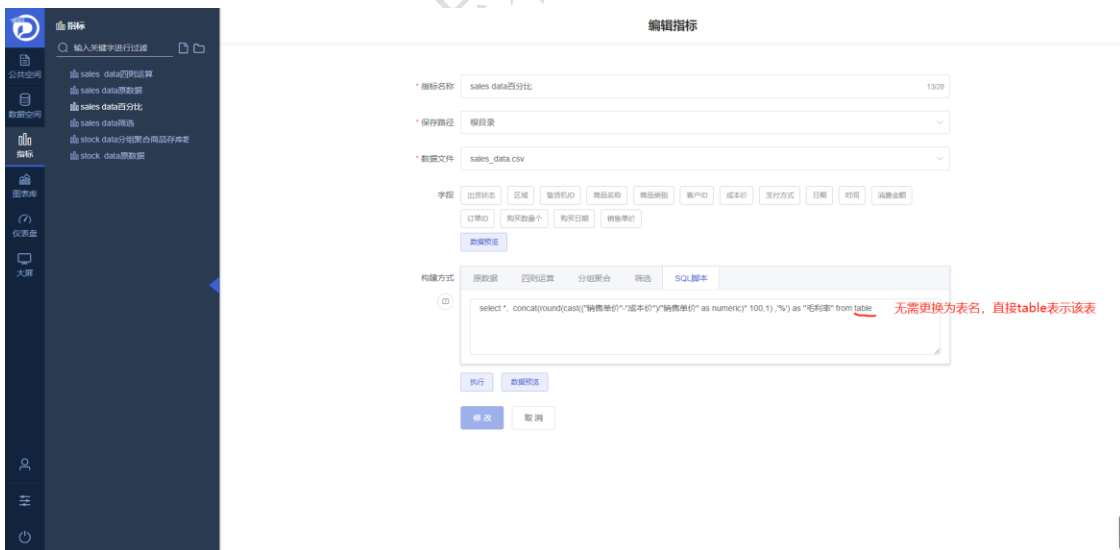 指标
编辑指标
输入关键字进行过滤
公共空间
数据空间
指标
图表库
仪表盘
大屏
sales data四则运算
sales data原数据
sales data百分比
sales data筛选
stock data分组聚合商品存库
stock data原数据
* 指标名称 sales data百分比 13/20
* 保存路径 根目录
* 数据文件 sales_data.csv
字段 出货状态 区域 售货机ID 商品名称 商品类别 客户ID 成本价 支付方式 日期 时间 消费金额
订单ID 购买数量个 购买日期 销售单价
数据预览
构建方式 原数据 四则运算 分组聚合 筛选 SQL脚本
select *, concat(round(cast(("销售单价"-"成本价")/"销售单价" as numeric)* 100,1) ,'%') as "毛利率" from table 无需更换为表名，直接table表示该表
执行 数据预览
修改 取消